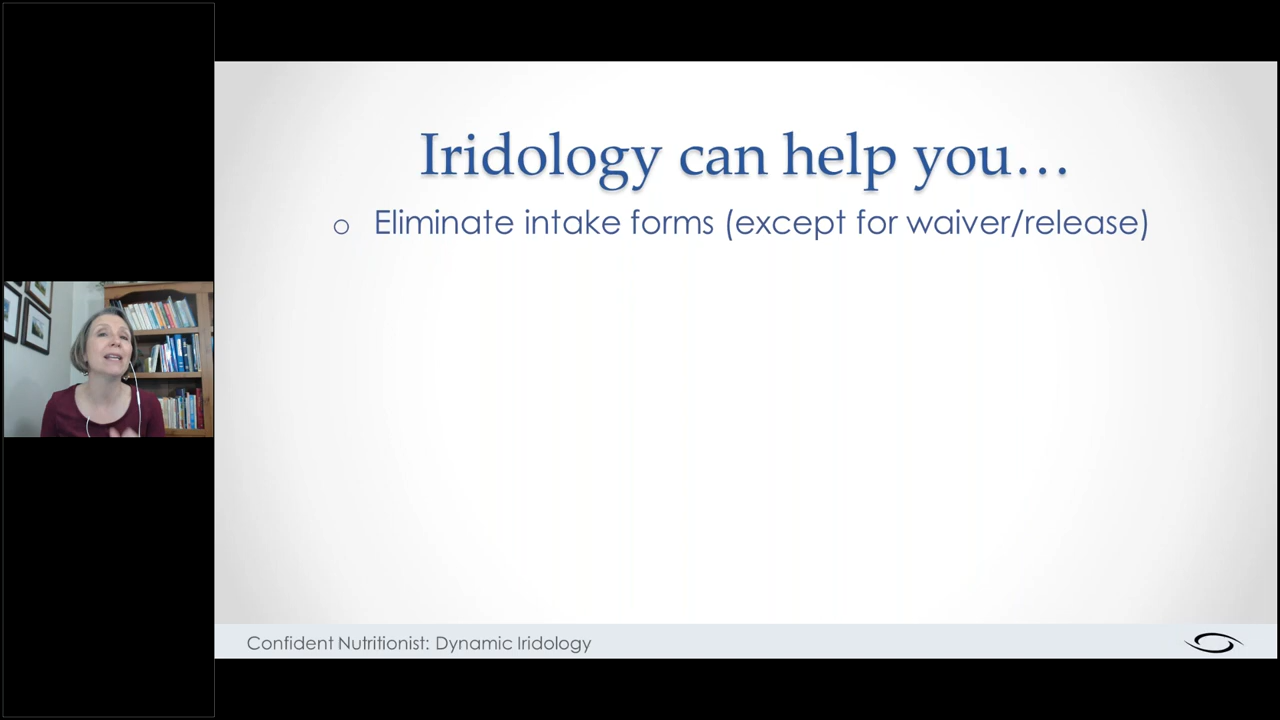 Iridology can help you…
o Eliminate intake forms (except for waiver/release)
Confident Nutritionist: Dynamic Iridology